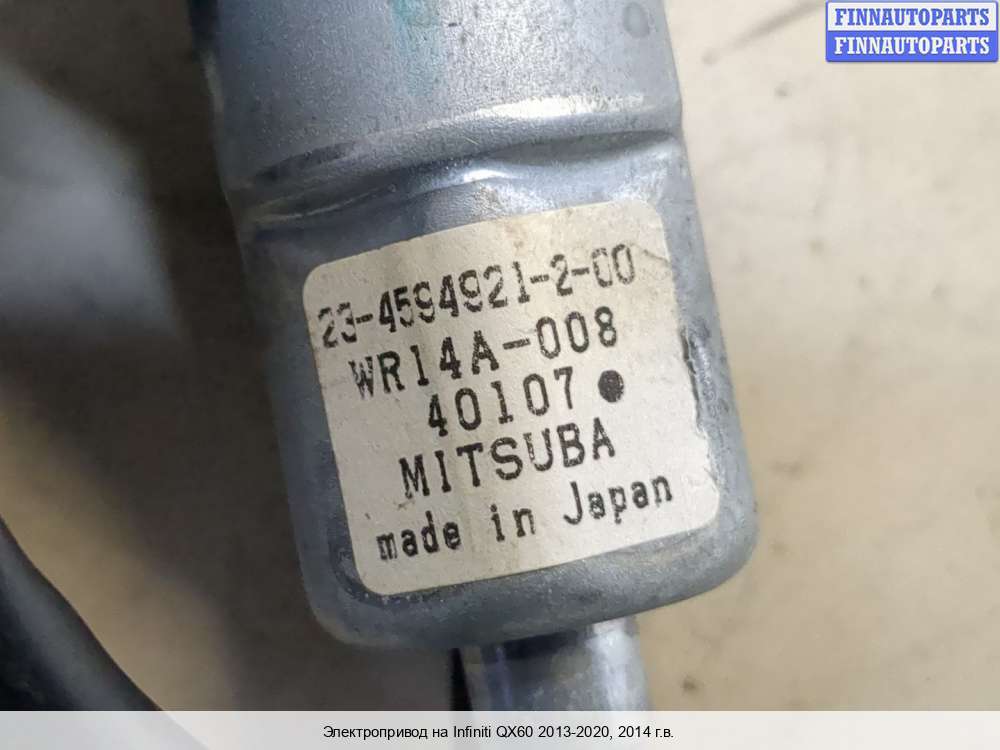 FINNAUTOPARTS
FINNAUTOPARTS
23-4594921-2-00
WR14A-008
40107●
MITSUBA
made in Japan
Электропривод на Infiniti QX60 2013-2020, 2014 г.в.